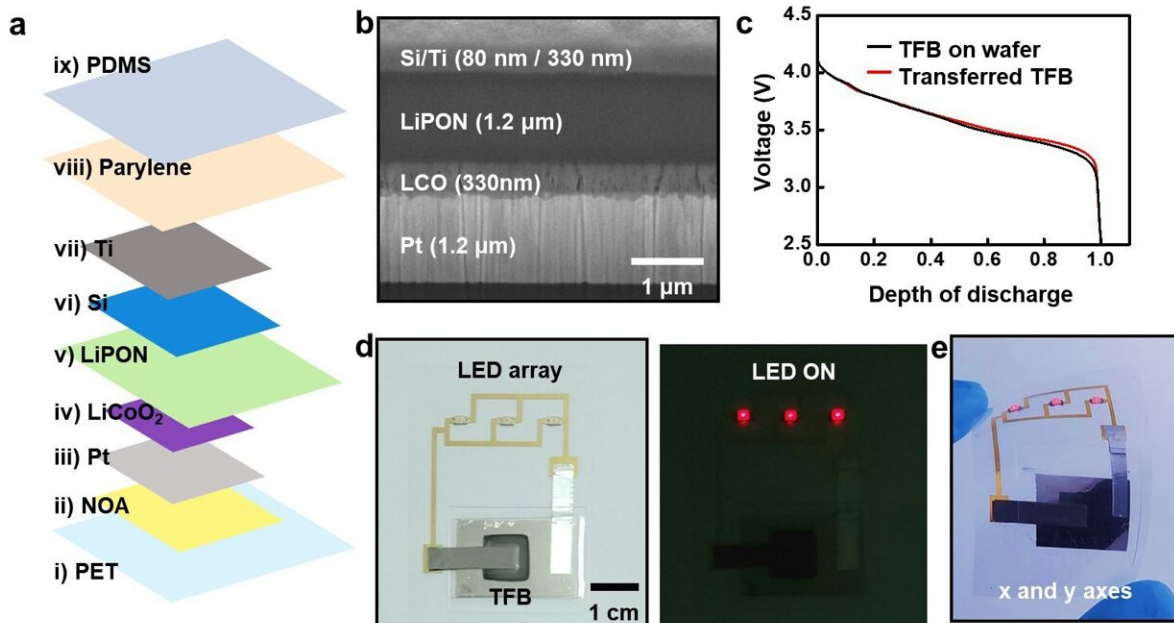 a
ix) PDMS
viii) Parylene
vii) Ti
vi) Si
v) LiPON
iv) LiCoO₂
iii) Pt
ii) NOA
i) PET
b
Si/Ti (80 nm / 330 nm)
LiPON (1.2 µm)
LCO (330nm)
Pt (1.2 µm)
1 µm
c
TFB on wafer
Transferred TFB
Voltage (V)
4.5
4.0
3.5
3.0
2.5
0.0 0.2 0.4 0.6 0.8 1.0
Depth of discharge
d
LED array
TFB
1 cm
LED ON
e
x and y axes